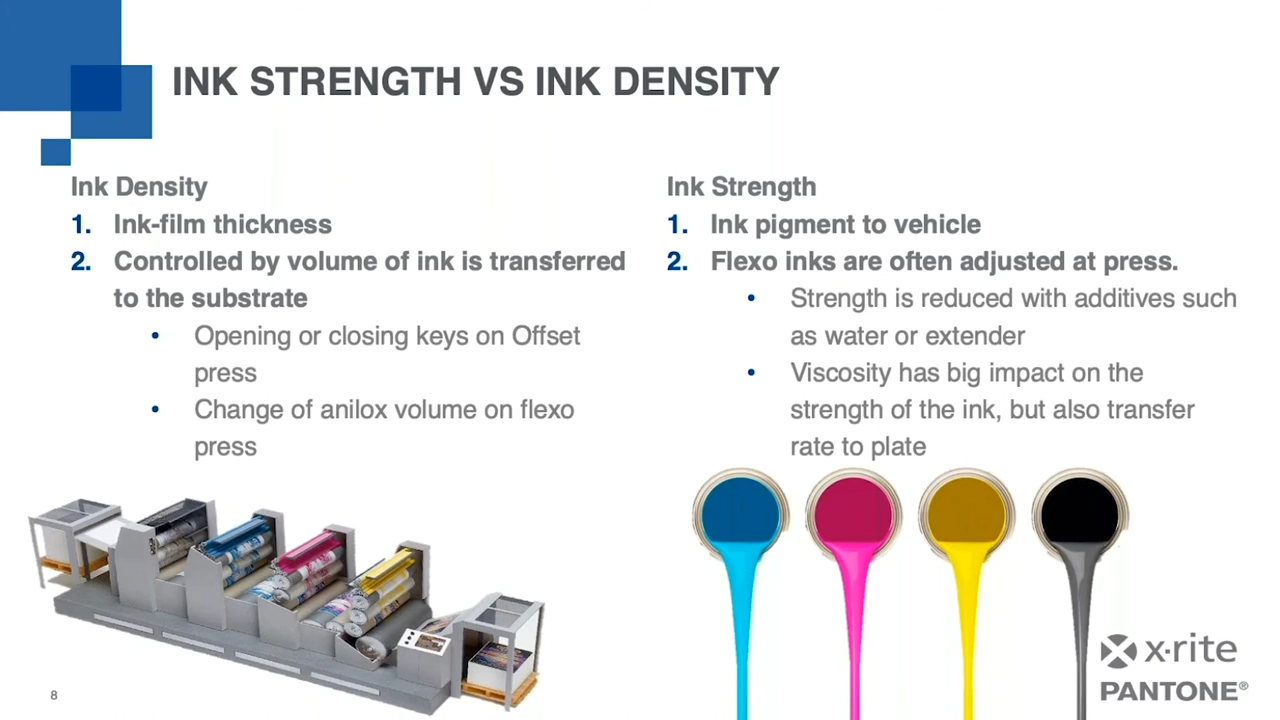 INK STRENGTH VS INK DENSITY
Ink Density
1. Ink-film thickness
2. Controlled by volume of ink is transferred
to the substrate
• Opening or closing keys on Offset
press
• Change of anilox volume on flexo
press
Ink Strength
1. Ink pigment to vehicle
2. Flexo inks are often adjusted at press.
• Strength is reduced with additives such
as water or extender
• Viscosity has big impact on the
strength of the ink, but also transfer
rate to plate
8
x·rite
PANTONE®